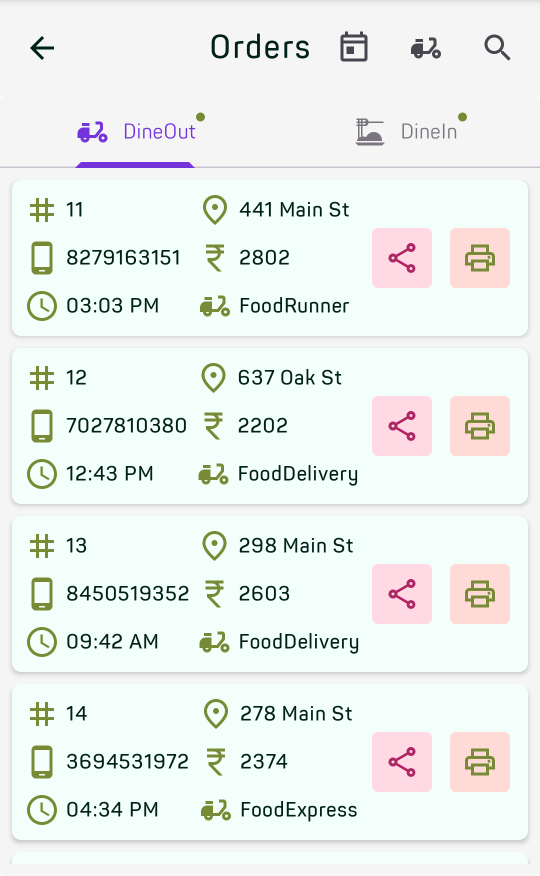 Orders
DineOut
DineIn
# 11
441 Main St
8279163151
₹ 2802
03:03 PM
FoodRunner
# 12
637 Oak St
7027810380
₹ 2202
12:43 PM
FoodDelivery
# 13
298 Main St
8450519352
₹ 2603
09:42 AM
FoodDelivery
# 14
278 Main St
3694531972
₹ 2374
04:34 PM
FoodExpress